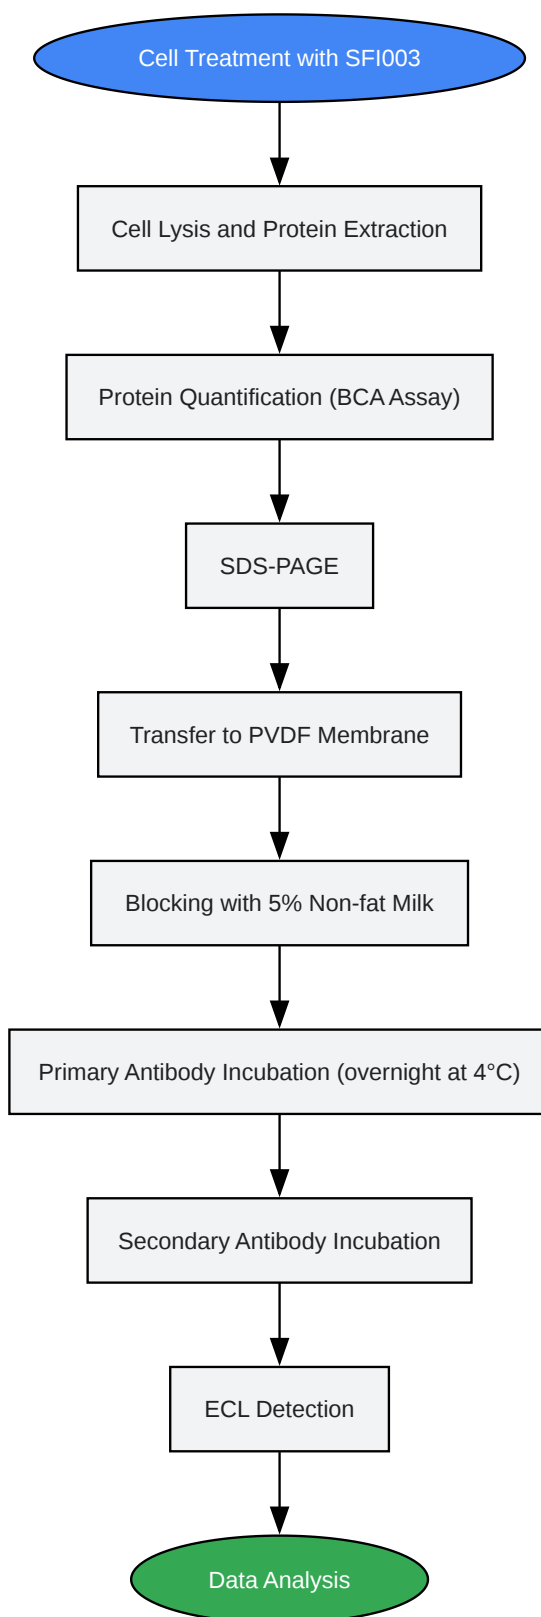 Cell Treatment with SFI003
Cell Lysis and Protein Extraction
Protein Quantification (BCA Assay)
SDS-PAGE
Transfer to PVDF Membrane
Blocking with 5% Non-fat Milk
Primary Antibody Incubation (overnight at 4°C)
Secondary Antibody Incubation
ECL Detection
Data Analysis